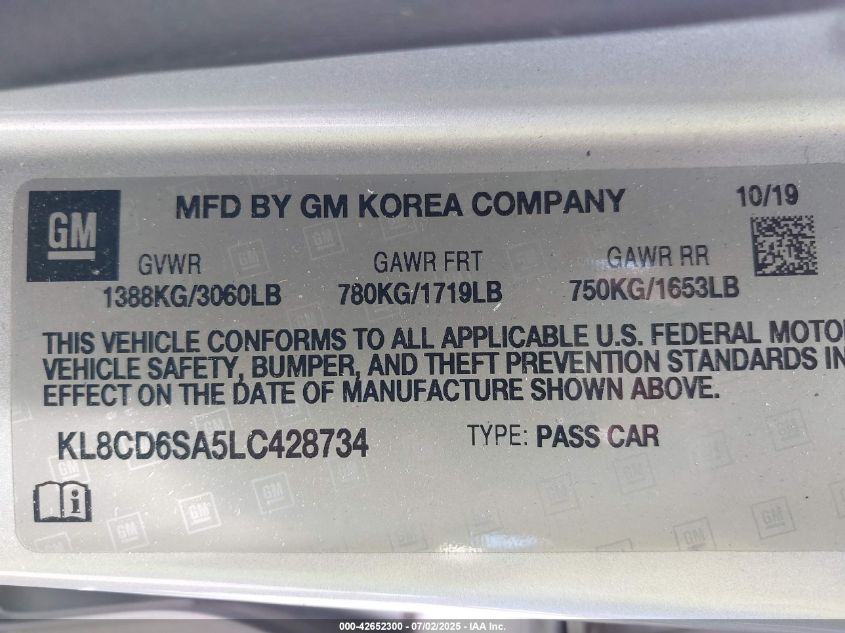 GM
MFD BY GM KOREA COMPANY
10/19
GVWR GAWR FRT GAWR RR
1388KG/3060LB 780KG/1719LB 750KG/1653LB
THIS VEHICLE CONFORMS TO ALL APPLICABLE U.S. FEDERAL MOTOR
VEHICLE SAFETY, BUMPER, AND THEFT PREVENTION STANDARDS IN
EFFECT ON THE DATE OF MANUFACTURE SHOWN ABOVE.
KL8CD6SA5LC428734 TYPE: PASS CAR
000-42652300 - 07/02/2025 - IAA Inc.